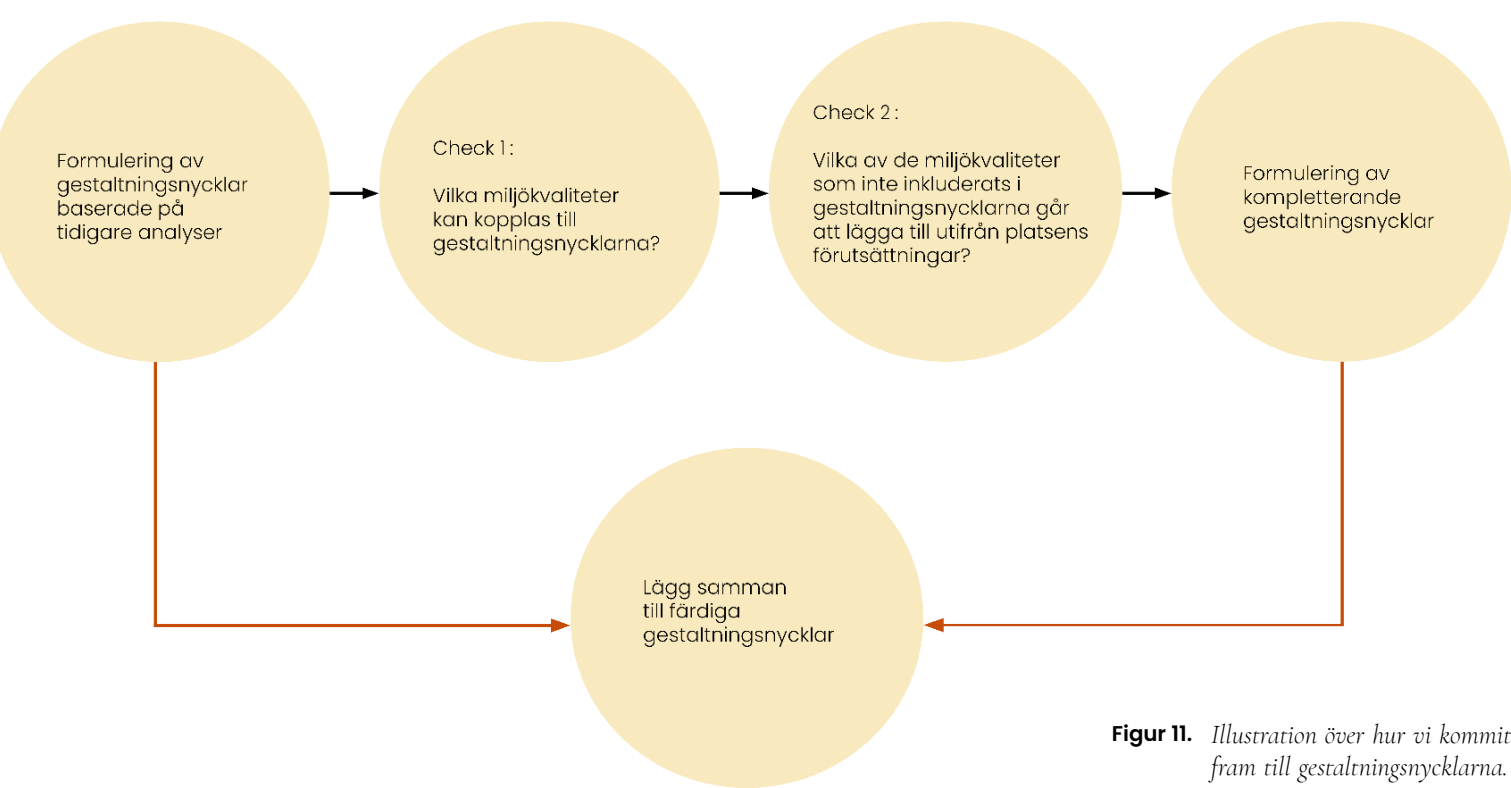 Formulering av
gestaltningsnycklar
baserade på
tidigare analyser
Check 1 :
Vilka miljökvaliteter
kan kopplas till
gestaltningsnycklarna?
Check 2 :
Vilka av de miljökvaliteter
som inte inkluderats i
gestaltningsnycklarna går
att lägga till utifrån platsens
förutsättningar?
Formulering av
kompletterande
gestaltningsnycklar
Lägg samman
till färdiga
gestaltningsnycklar
Figur 11. Illustration över hur vi kommit
fram till gestaltningsnycklarna.